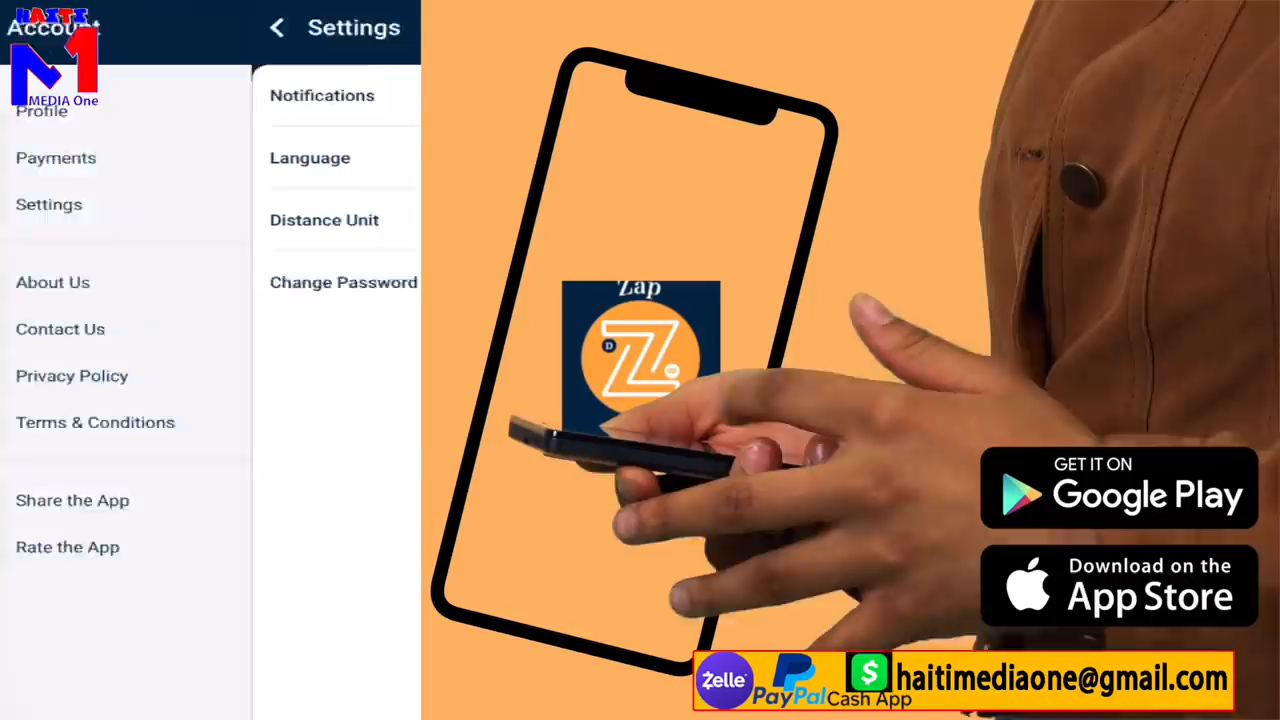 Account
HAITI
M1
MEDIA One
Profile
Payments
Settings
About Us
Contact Us
Privacy Policy
Terms & Conditions
Share the App
Rate the App
Settings
Notifications
Language
Distance Unit
Change Password
Zap
D
Z
GET IT ON
Google Play
Download on the
App Store
Zelle
PayPal
$
Cash App
haitimediaone@gmail.com